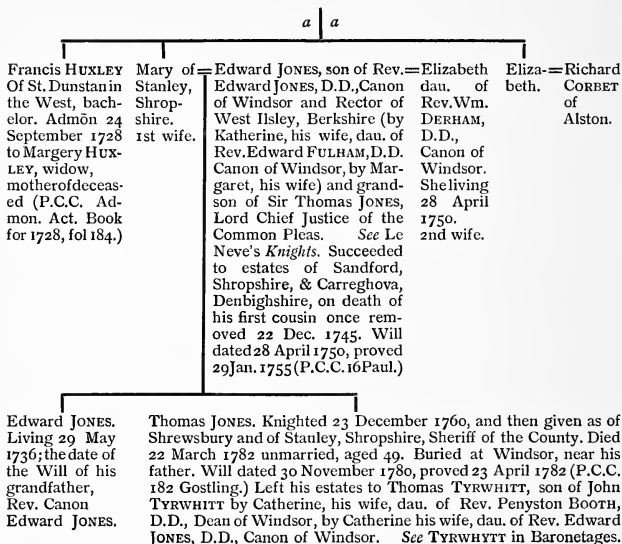 a a
Francis HUXLEY
Of St. Dunstan in
the West, bach-
elor. Admõn 24
September 1728
to Margery HUX-
LEY, widow,
mother of deceas-
ed (P.C.C. Ad-
mon. Act. Book
for 1728, fol 184.)
Mary of
Stanley,
Shrop-
shire.
1st wife.
=Edward JONES, son of Rev.
Edward JONES, D.D., Canon
of Windsor and Rector of
West Ilsley, Berkshire (by
Katherine, his wife, dau. of
Rev. Edward FULHAM, D.D.
Canon of Windsor, by Mar-
garet, his wife) and grand-
son of Sir Thomas JONES,
Lord Chief Justice of the
Common Pleas. See Le
Neve's Knights. Succeeded
to estates of Sandford,
Shropshire, & Carreghova,
Denbighshire, on death of
his first cousin once rem-
oved 22 Dec. 1745. Will
dated 28 April 1750, proved
29 Jan. 1755 (P.C.C. 16 Paul.)
=Elizabeth
dau. of
Rev. Wm.
DERHAM,
D.D.,
Canon of
Windsor.
She living
28 April
1750.
2nd wife.
Eliza-
beth.
=Richard
CORBET
of
Alston.
Edward JONES.
Living 29 May
1736; the date of
the Will of his
grandfather,
Rev. Canon
Edward JONES.
Thomas JONES. Knighted 23 December 1760, and then given as of
Shrewsbury and of Stanley, Shropshire, Sheriff of the County. Died
22 March 1782 unmarried, aged 49. Buried at Windsor, near his
father. Will dated 30 November 1780, proved 23 April 1782 (P.C.C.
182 Gostling.) Left his estates to Thomas TYRWHITT, son of John
TYRWHITT by Catherine, his wife, dau. of Rev. Penyston BOOTH,
D.D., Dean of Windsor, by Catherine his wife, dau. of Rev. Edward
JONES, D.D., Canon of Windsor. See TYRWHYTT in Baronetages.